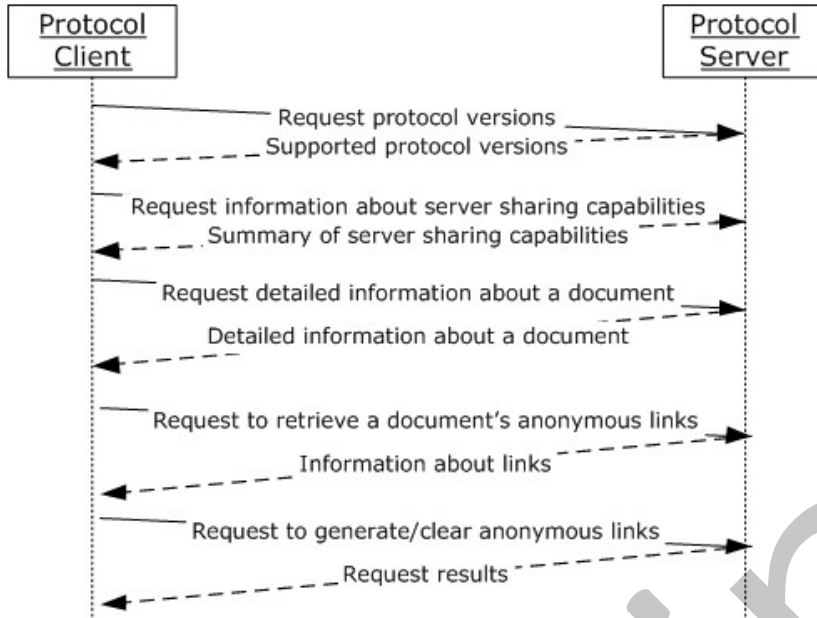 Protocol
Client
Protocol
Server
Request protocol versions
Supported protocol versions
Request information about server sharing capabilities
Summary of server sharing capabilities
Request detailed information about a document
Detailed information about a document
Request to retrieve a document's anonymous links
Information about links
Request to generate/clear anonymous links
Request results